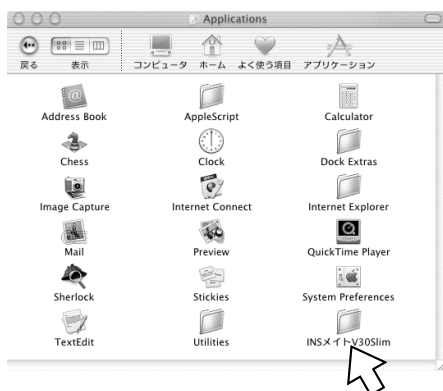 Applications
戻る 表示 コンピュータ ホーム よく使う項目 アプリケーション
Address Book AppleScript Calculator
Chess Clock Dock Extras
Image Capture Internet Connect Internet Explorer
Mail Preview QuickTime Player
Sherlock Stickies System Preferences
TextEdit Utilities INSメイトV30Slim